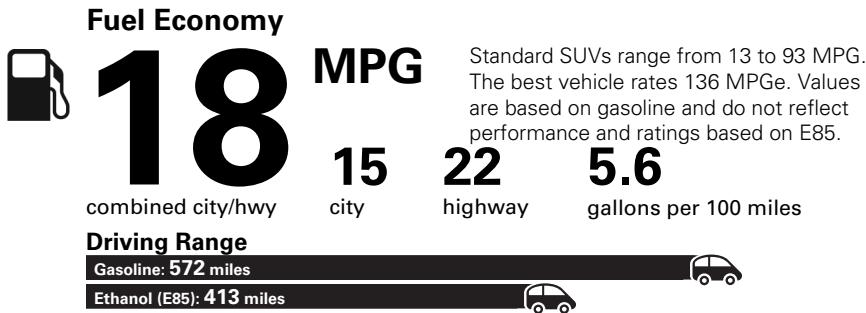 Fuel Economy
18 MPG
Standard SUVs range from 13 to 93 MPG.
The best vehicle rates 136 MPGe. Values
are based on gasoline and do not reflect
performance and ratings based on E85.
15 22 5.6
combined city/hwy city highway gallons per 100 miles
Driving Range
Gasoline: 572 miles
Ethanol (E85): 413 miles